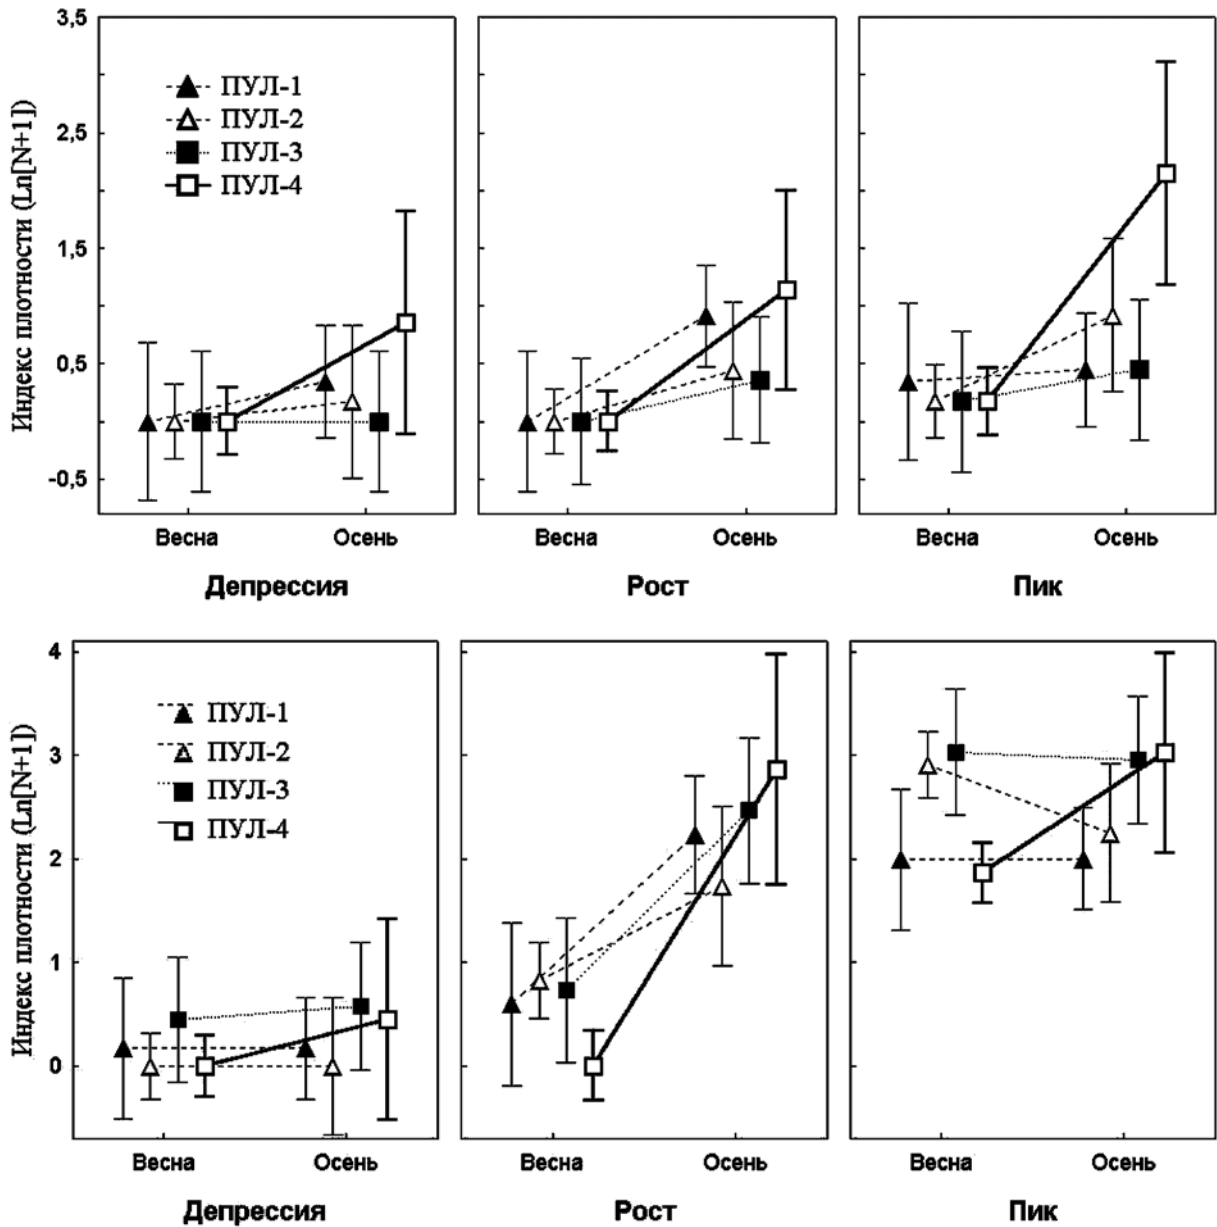 Индекс плотности (Ln[N+1])
3,5
2,5
1,5
0,5
-0,5
ПУЛ-1
ПУЛ-2
ПУЛ-3
ПУЛ-4
Весна Осень Весна Осень Весна Осень
Депрессия Рост Пик
Индекс плотности (Ln[N+1])
4
3
2
1
0
ПУЛ-1
ПУЛ-2
ПУЛ-3
ПУЛ-4
Весна Осень Весна Осень Весна Осень
Депрессия Рост Пик